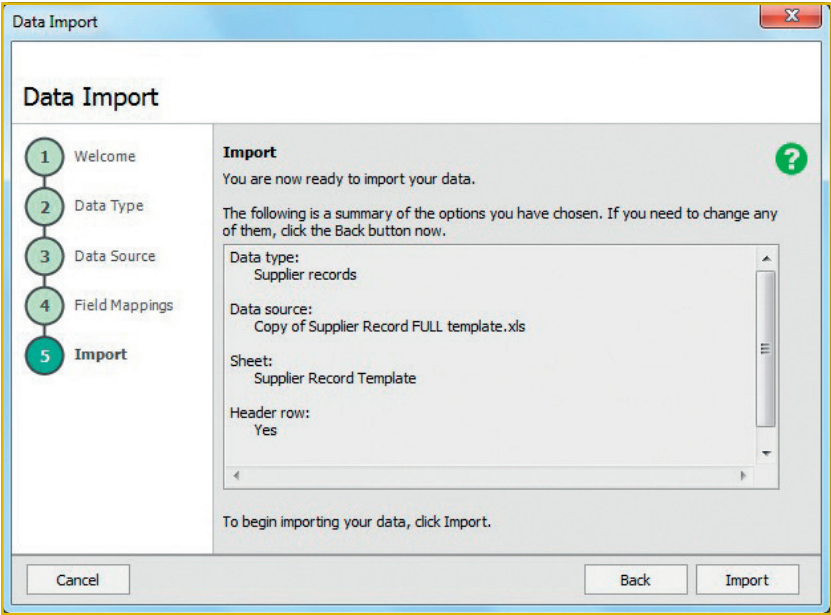 Data Import
X
Data Import
1 Welcome
2 Data Type
3 Data Source
4 Field Mappings
5 Import
Import
?
You are now ready to import your data.
The following is a summary of the options you have chosen. If you need to change any
of them, click the Back button now.
Data type:
Supplier records
Data source:
Copy of Supplier Record FULL template.xls
Sheet:
Supplier Record Template
Header row:
Yes
To begin importing your data, click Import.
Cancel
Back
Import